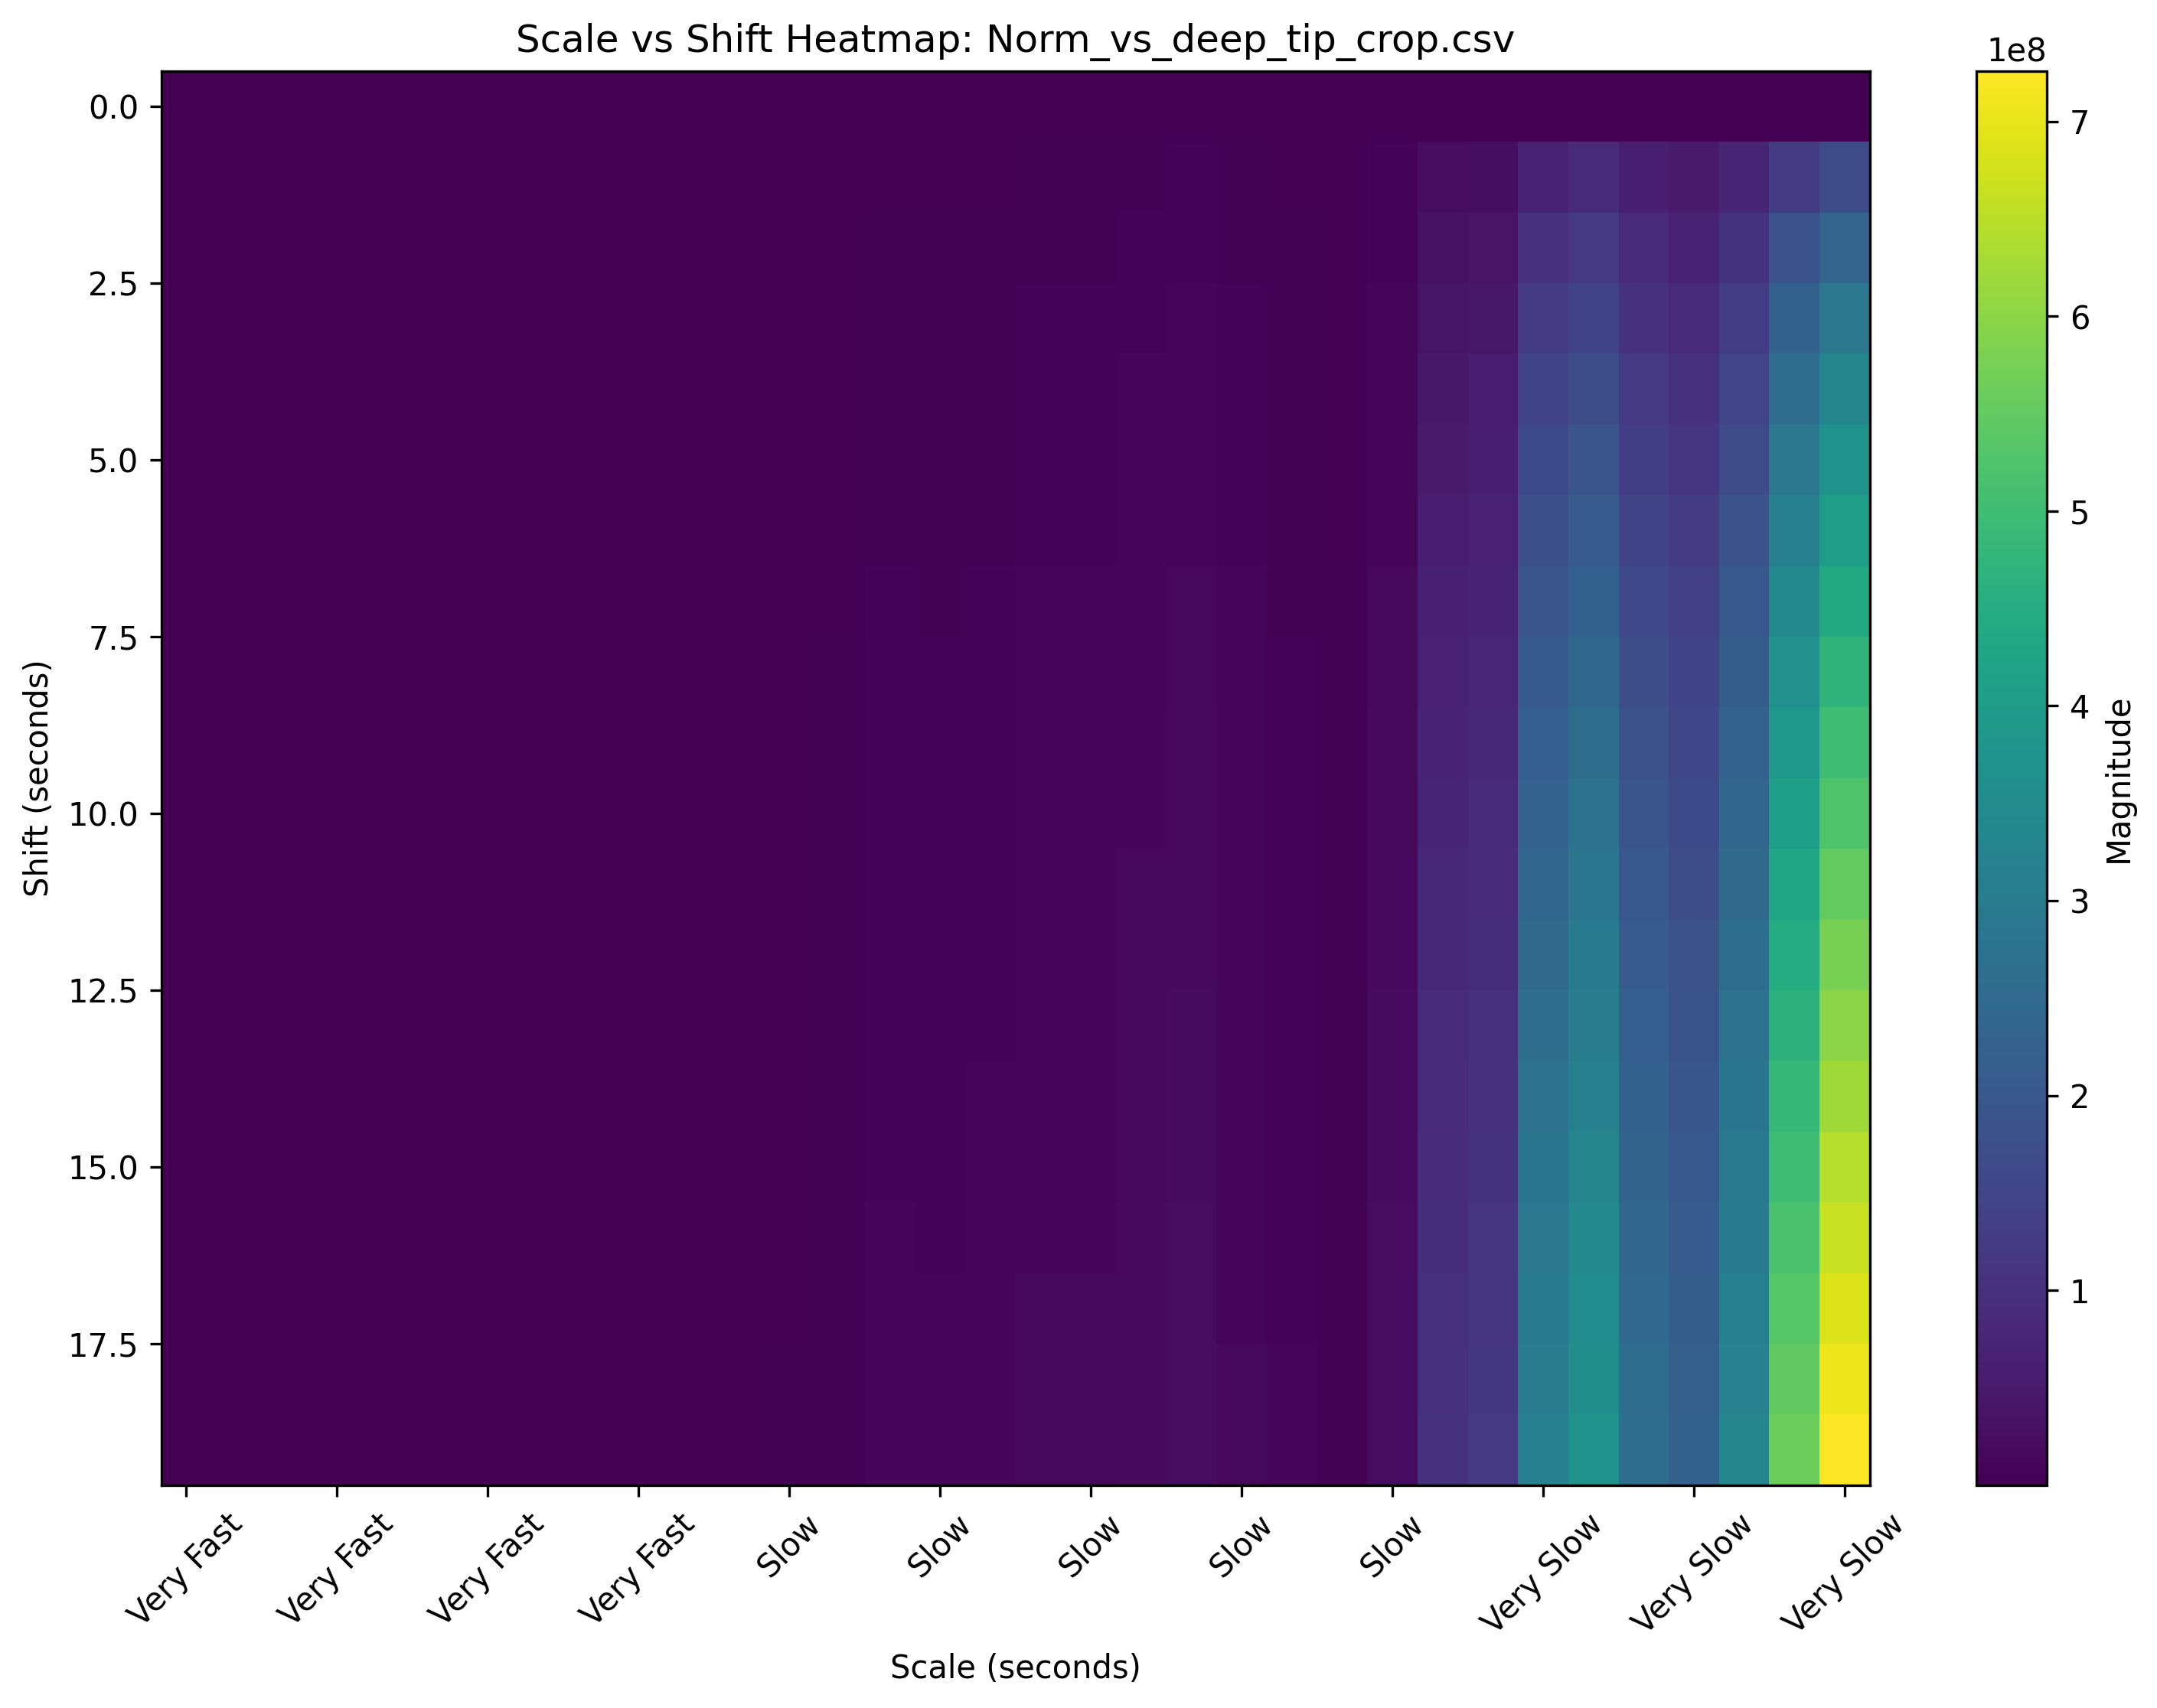 Scale vs Shift Heatmap: Norm_vs_deep_tip_crop.csv
1e8
0.0
2.5
5.0
7.5
10.0
12.5
15.0
17.5
Shift (seconds)
Very Fast
Very Fast
Very Fast
Very Fast
Slow
Slow
Slow
Slow
Slow
Very Slow
Very Slow
Very Slow
Scale (seconds)
7
6
5
4
3
2
1
Magnitude